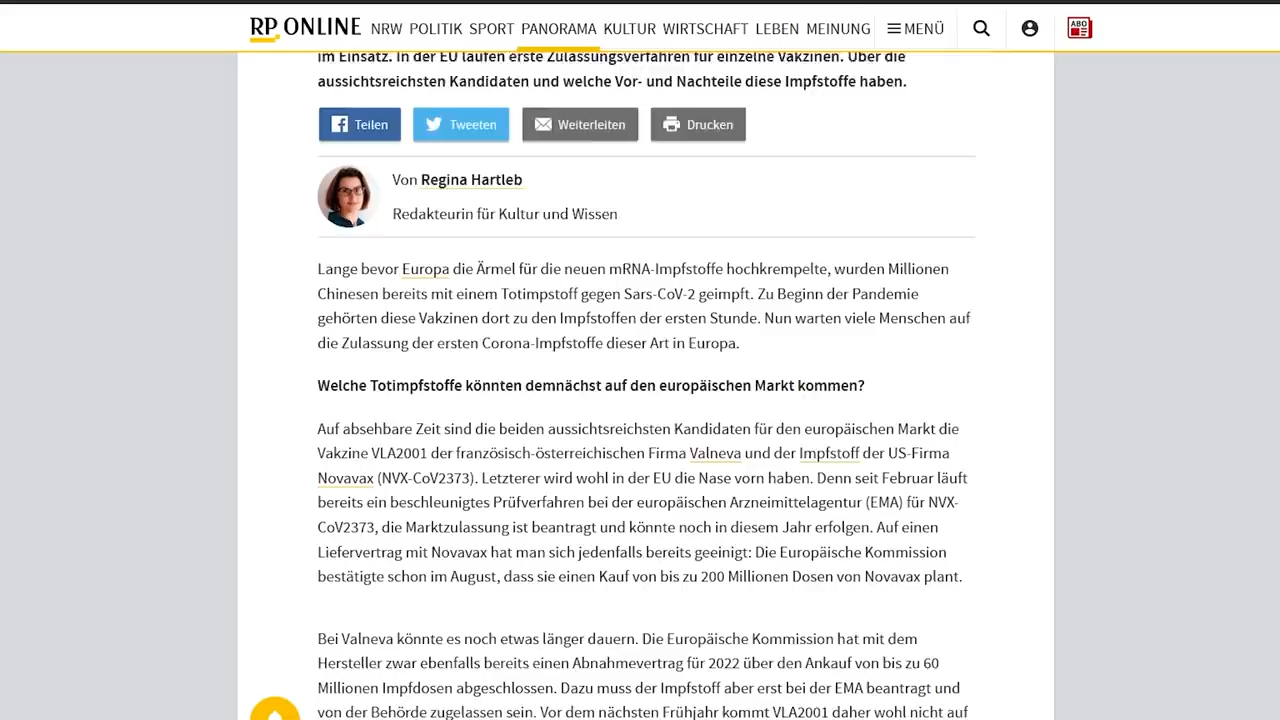 RP ONLINE NRW POLITIK SPORT PANORAMA KULTUR WIRTSCHAFT LEBEN MEINUNG MENÜ ABO
im Einsatz. In der EU laufen erste Zulassungsverfahren für einzelne Vakzinen. Über die
aussichtsreichsten Kandidaten und welche Vor- und Nachteile diese Impfstoffe haben.
Teilen Tweeten Weiterleiten Drucken
Von Regina Hartleb
Redakteurin für Kultur und Wissen
Lange bevor Europa die Ärmel für die neuen mRNA-Impfstoffe hochkrempelte, wurden Millionen
Chinesen bereits mit einem Totimpstoff gegen Sars-CoV-2 geimpft. Zu Beginn der Pandemie
gehörten diese Vakzinen dort zu den Impfstoffen der ersten Stunde. Nun warten viele Menschen auf
die Zulassung der ersten Corona-Impfstoffe dieser Art in Europa.
Welche Totimpfstoffe könnten demnächst auf den europäischen Markt kommen?
Auf absehbare Zeit sind die beiden aussichtsreichsten Kandidaten für den europäischen Markt die
Vakzine VLA2001 der französisch-österreichischen Firma Valneva und der Impfstoff der US-Firma
Novavax (NVX-CoV2373). Letzterer wird wohl in der EU die Nase vorn haben. Denn seit Februar läuft
bereits ein beschleunigtes Prüfverfahren bei der europäischen Arzneimittelagentur (EMA) für NVX-
CoV2373, die Marktzulassung ist beantragt und könnte noch in diesem Jahr erfolgen. Auf einen
Liefervertrag mit Novavax hat man sich jedenfalls bereits geeinigt: Die Europäische Kommission
bestätigte schon im August, dass sie einen Kauf von bis zu 200 Millionen Dosen von Novavax plant.
Bei Valneva könnte es noch etwas länger dauern. Die Europäische Kommission hat mit dem
Hersteller zwar ebenfalls bereits einen Abnahmevertrag für 2022 über den Ankauf von bis zu 60
Millionen Impfdosen abgeschlossen. Dazu muss der Impfstoff aber erst bei der EMA beantragt und
von der Behörde zugelassen sein. Vor dem nächsten Frühjahr kommt VLA2001 daher wohl nicht auf